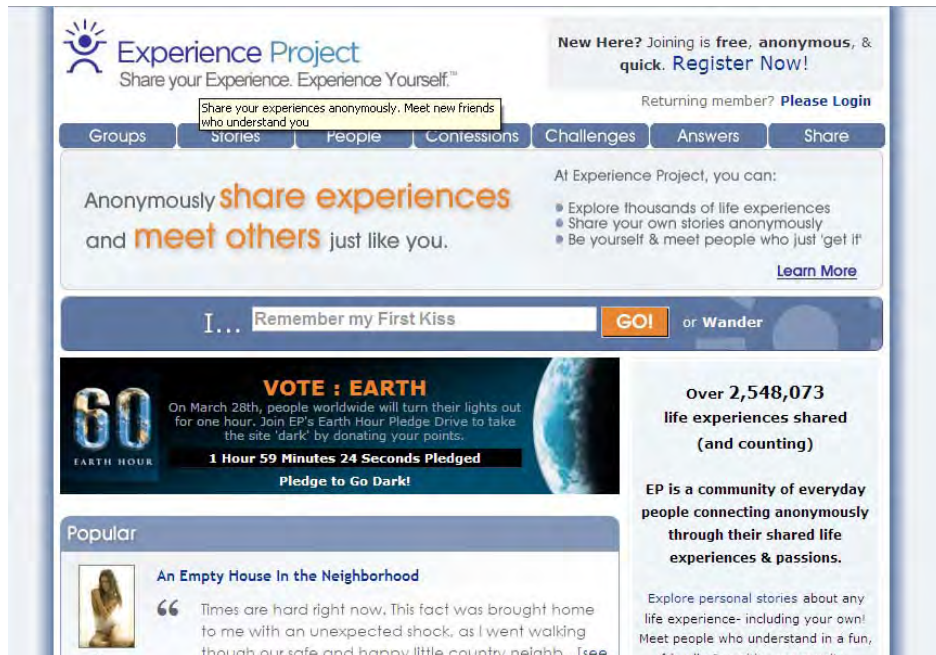 Experience Project
Share your Experience. Experience Yourself.™
New Here? Joining is free, anonymous, &
quick. Register Now!
Returning member? Please Login
Share your experiences anonymously. Meet new friends
who understand you
Groups Stories People Confessions Challenges Answers Share
Anonymously share experiences
and meet others just like you.
At Experience Project, you can:
Explore thousands of life experiences
Share your own stories anonymously
Be yourself & meet people who just 'get it'
Learn More
I... Remember my First Kiss GO! or Wander
60
EARTH HOUR
VOTE : EARTH
On March 28th, people worldwide will turn their lights out
for one hour. Join EP's Earth Hour Pledge Drive to take
the site 'dark' by donating your points.
1 Hour 59 Minutes 24 Seconds Pledged
Pledge to Go Dark!
Over 2,548,073
life experiences shared
(and counting)
EP is a community of everyday
people connecting anonymously
through their shared life
experiences & passions.
Explore personal stories about any
life experience- including your own!
Meet people who understand in a fun,
Popular
An Empty House In the Neighborhood
Times are hard right now. This fact was brought home
to me with an unexpected shock, as I went walking
though our safe and happy little country neighb... [see